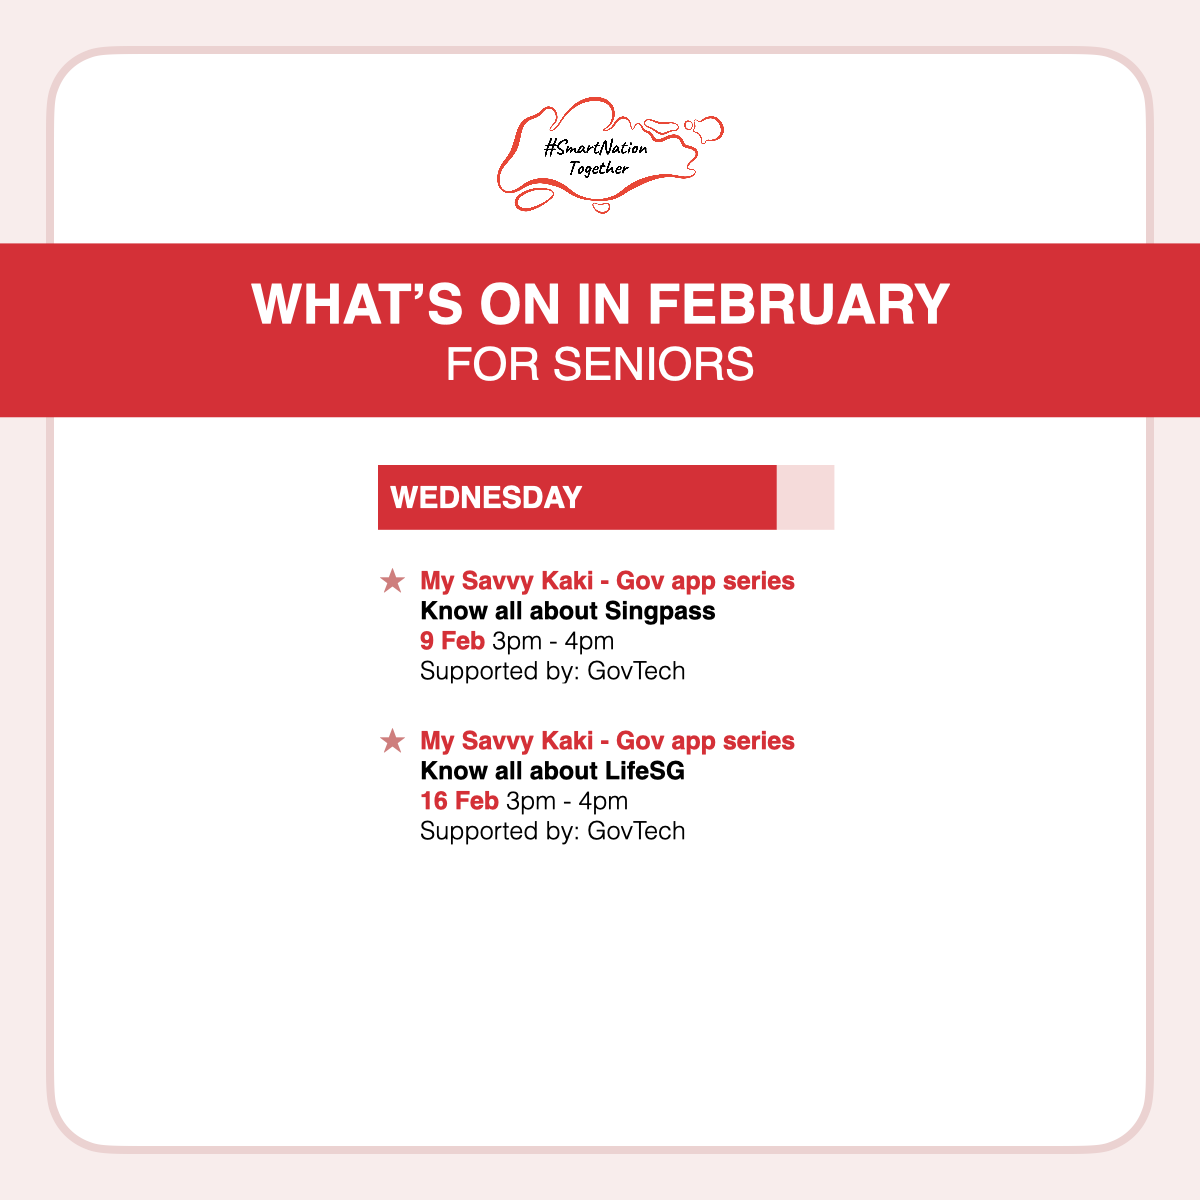 #SmartNation
Together
WHAT’S ON IN FEBRUARY
FOR SENIORS
WEDNESDAY
My Savvy Kaki - Gov app series
Know all about Singpass
9 Feb 3pm - 4pm
Supported by: GovTech
My Savvy Kaki - Gov app series
Know all about LifeSG
16 Feb 3pm - 4pm
Supported by: GovTech